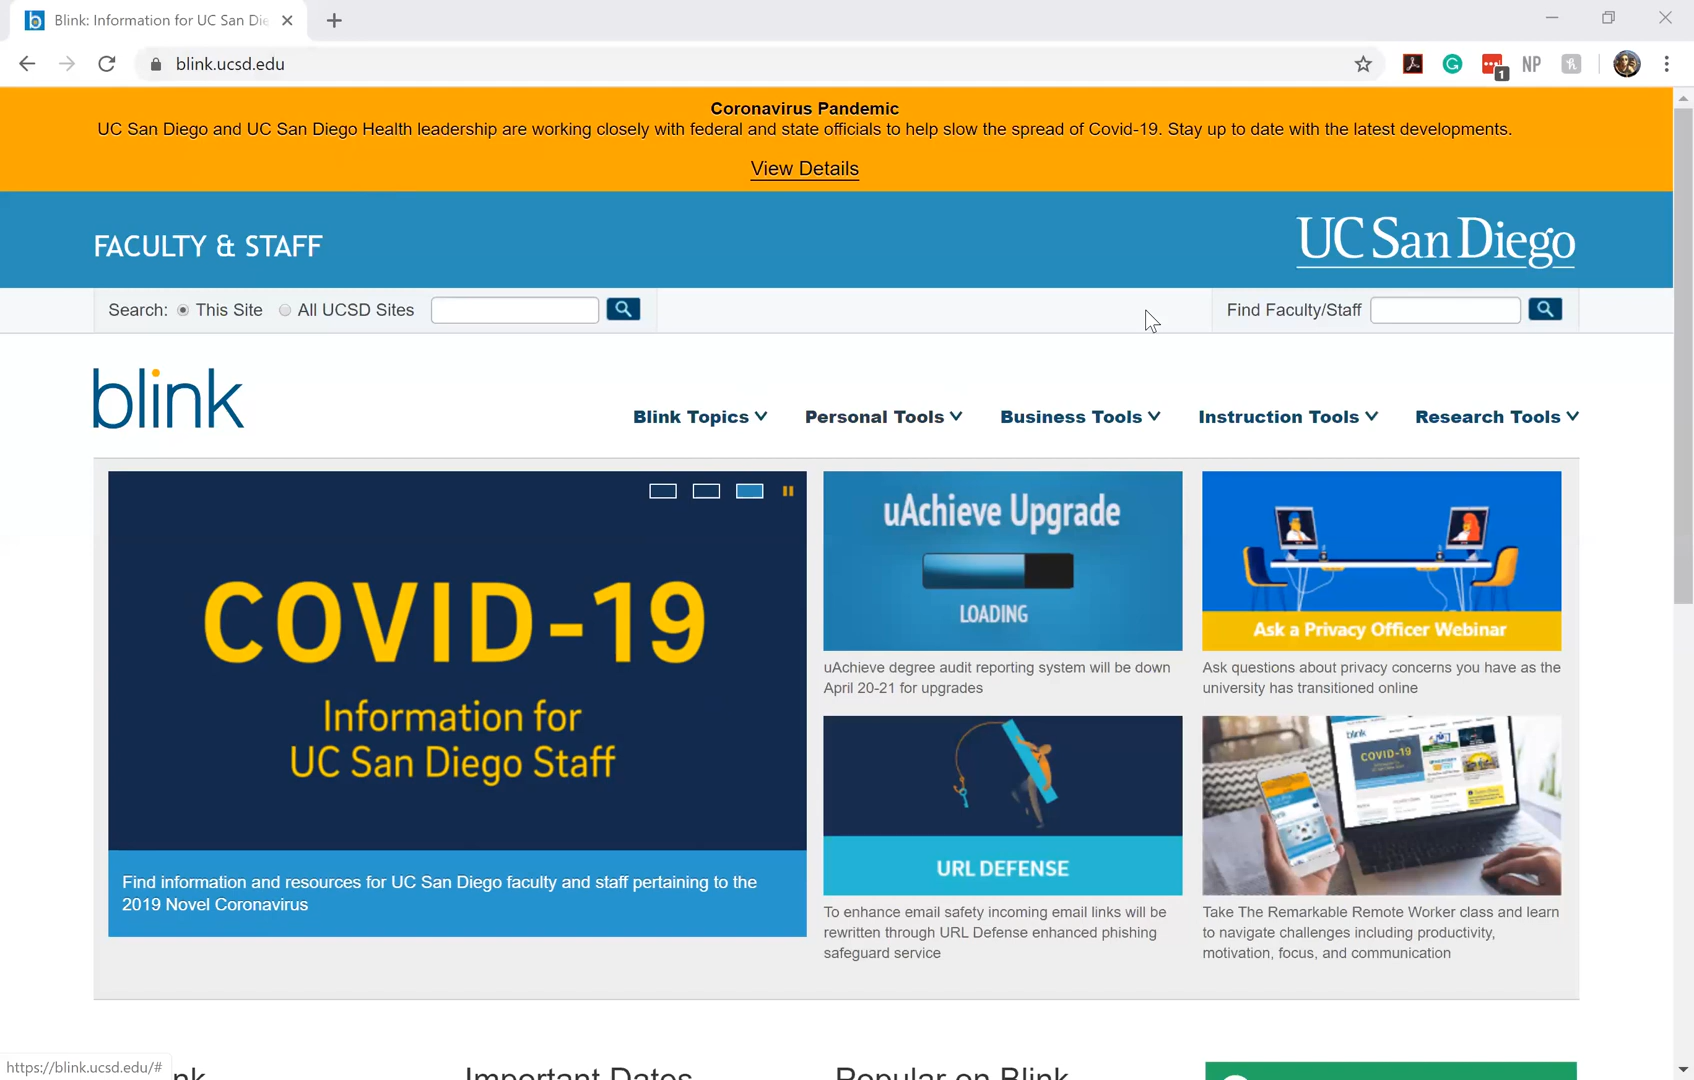 Blink: Information for UC San Die
blink.ucsd.edu
1
NP
Coronavirus Pandemic
UC San Diego and UC San Diego Health leadership are working closely with federal and state officials to help slow the spread of Covid-19. Stay up to date with the latest developments.
View Details
FACULTY & STAFF
UC San Diego
Search: This Site All UCSD Sites
Find Faculty/Staff
blink
Blink Topics
Personal Tools
Business Tools
Instruction Tools
Research Tools
COVID-19
Information for
UC San Diego Staff
Find information and resources for UC San Diego faculty and staff pertaining to the
2019 Novel Coronavirus
uAchieve Upgrade
LOADING
uAchieve degree audit reporting system will be down
April 20-21 for upgrades
Ask a Privacy Officer Webinar
Ask questions about privacy concerns you have as the
university has transitioned online
URL DEFENSE
To enhance email safety incoming email links will be
rewritten through URL Defense enhanced phishing
safeguard service
blink
COVID-19
Take The Remarkable Remote Worker class and learn
to navigate challenges including productivity,
motivation, focus, and communication
https://blink.ucsd.edu/#
nk
Important Dates
Popular on Blink